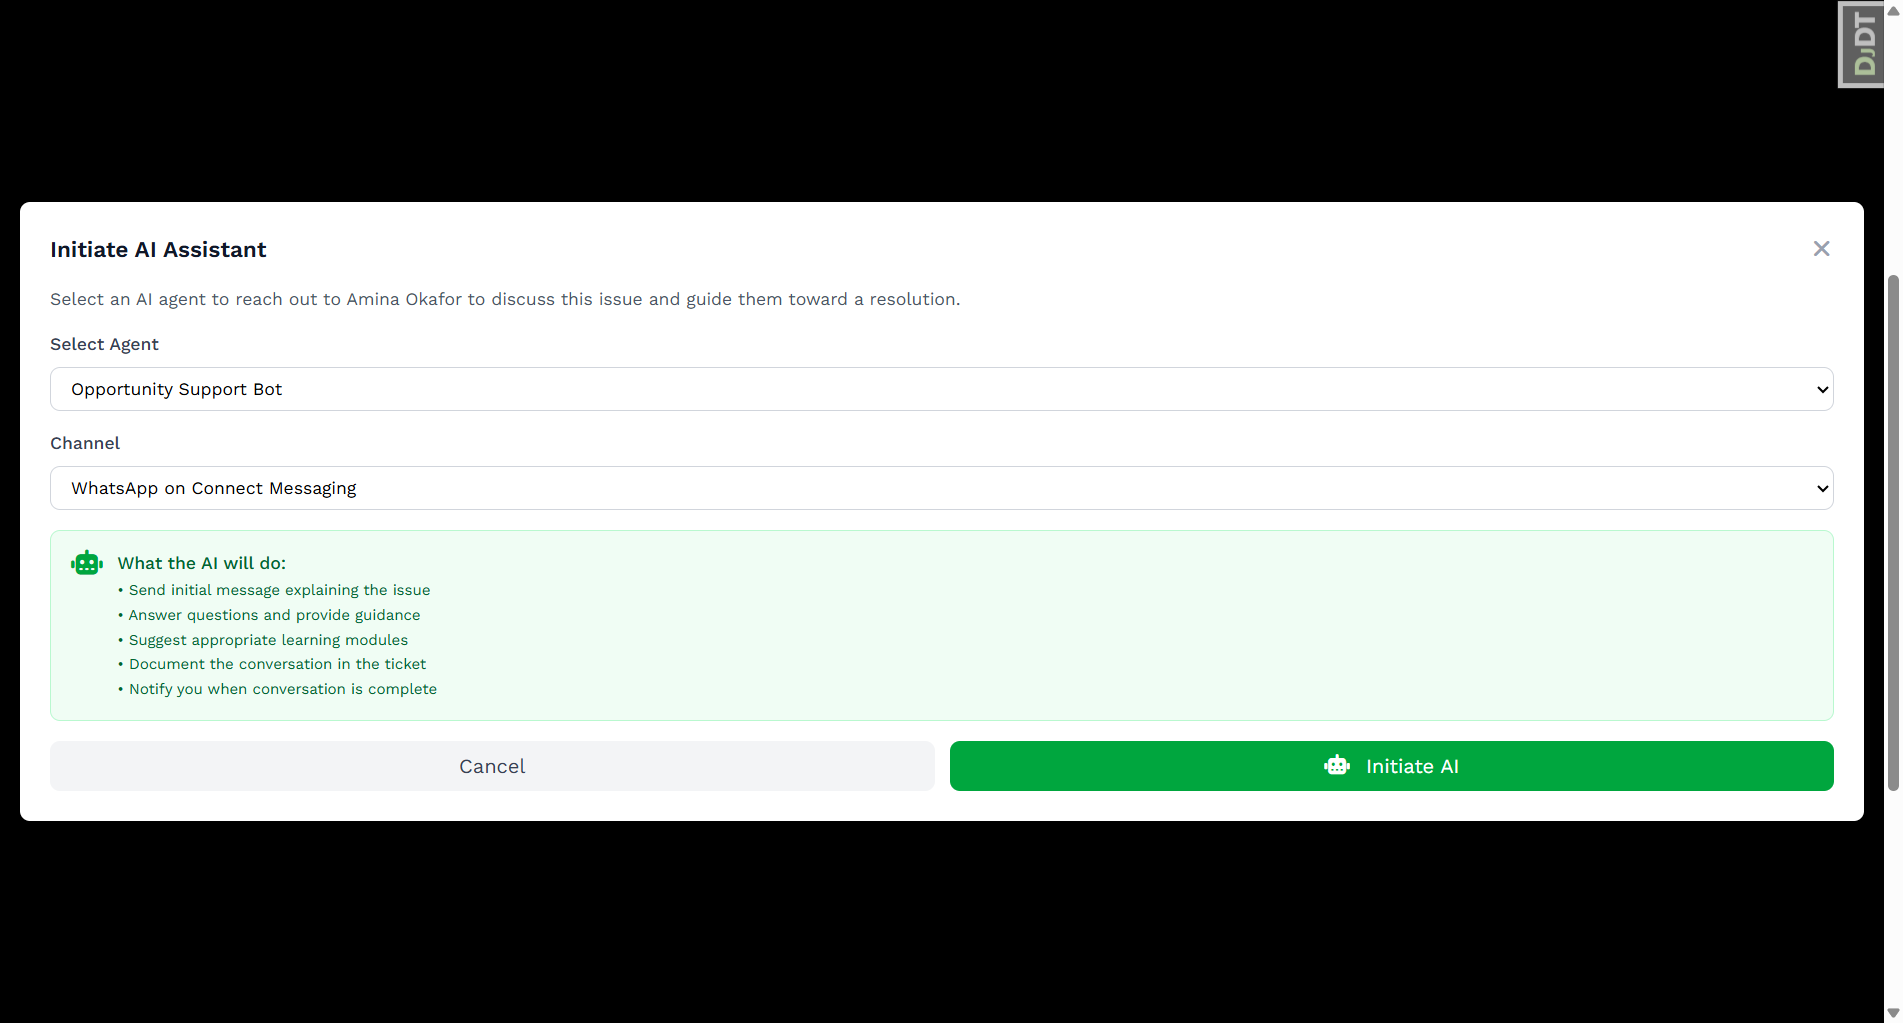 DJDT
Initiate AI Assistant
Select an AI agent to reach out to Amina Okafor to discuss this issue and guide them toward a resolution.
Select Agent
Opportunity Support Bot
Channel
WhatsApp on Connect Messaging
What the AI will do:
• Send initial message explaining the issue
• Answer questions and provide guidance
• Suggest appropriate learning modules
• Document the conversation in the ticket
• Notify you when conversation is complete
Cancel
Initiate AI